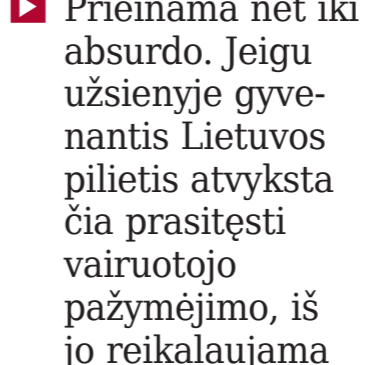 Prieinama net iki
absurdo. Jeigu
užsienyje gyve-
nantis Lietuvos
pilietis atvyksta
čia prasitęsti
vairuotojo
pažymėjimo, iš
jo reikalaujama